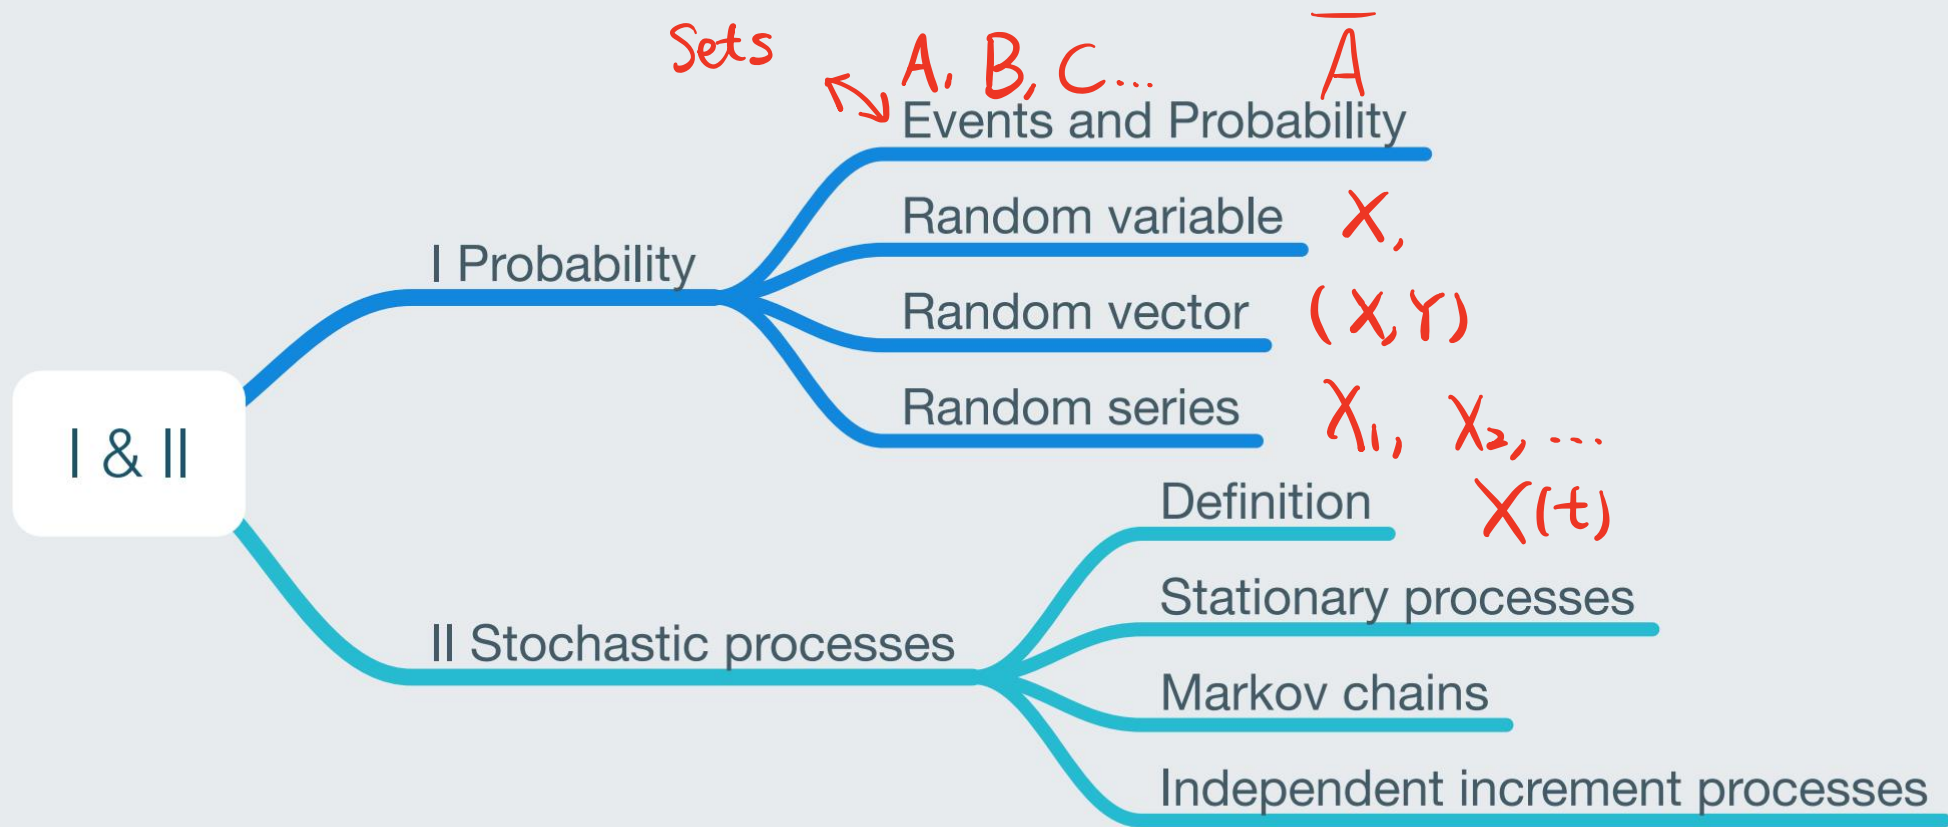 Sets A, B, C... A̅
Events and Probability
Random variable X,
I Probability
Random vector (X,Y)
Random series X₁, X₂, ...
I & II
Definition X(t)
Stationary processes
II Stochastic processes
Markov chains
Independent increment processes